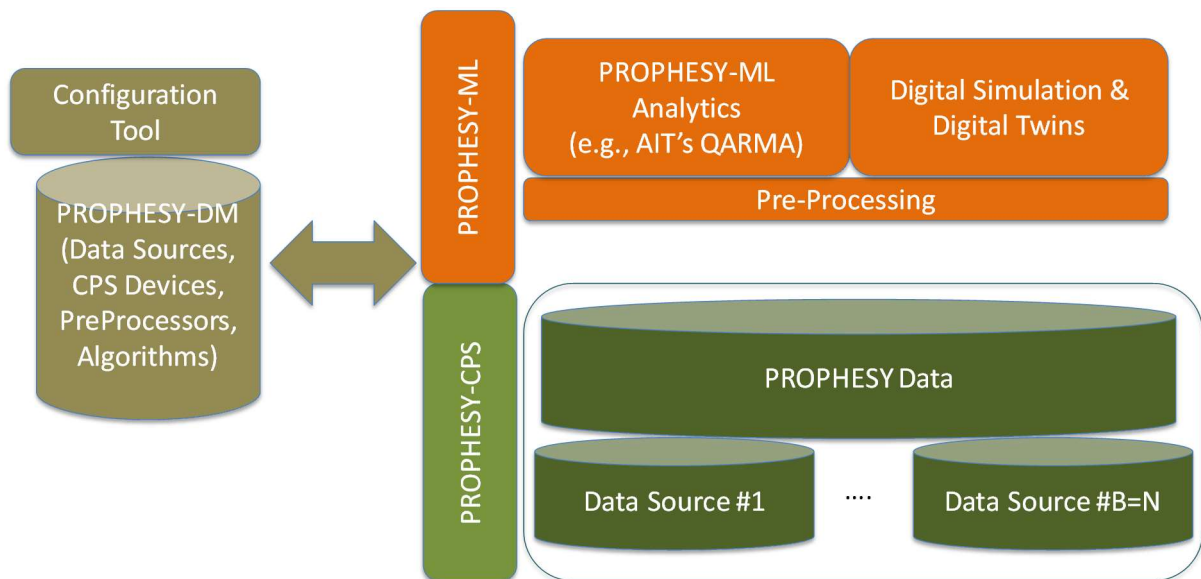 Configuration
Tool
PROPHESY-DM
(Data Sources,
CPS Devices,
PreProcessors,
Algorithms)
PROPHESY-ML
PROPHESY-CPS
PROPHESY-ML
Analytics
(e.g., AIT’s QARMA)
Digital Simulation &
Digital Twins
Pre-Processing
PROPHESY Data
Data Source #1
....
Data Source #B=N